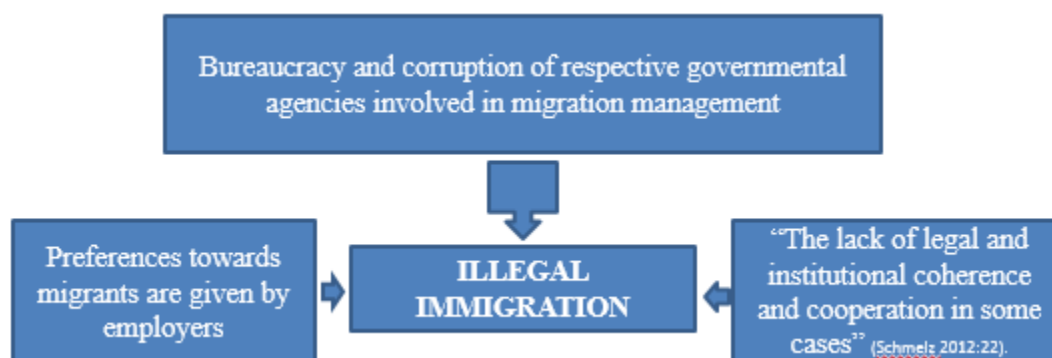 Bureaucracy and corruption of respective governmental
agencies involved in migration management
Preferences towards
migrants are given by
employers
ILLEGAL
IMMIGRATION
“The lack of legal and
institutional coherence
and cooperation in some
cases” (Schmelz 2012:22).